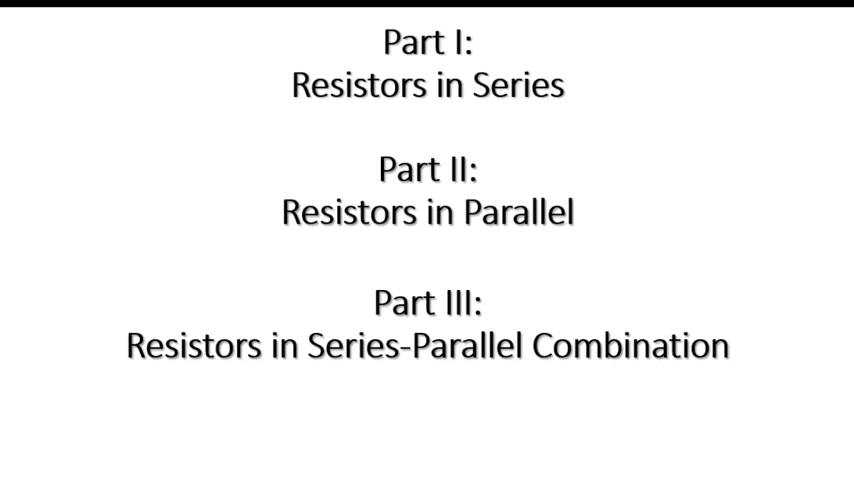 Part I:
Resistors in Series
Part II:
Resistors in Parallel
Part III:
Resistors in Series-Parallel Combination